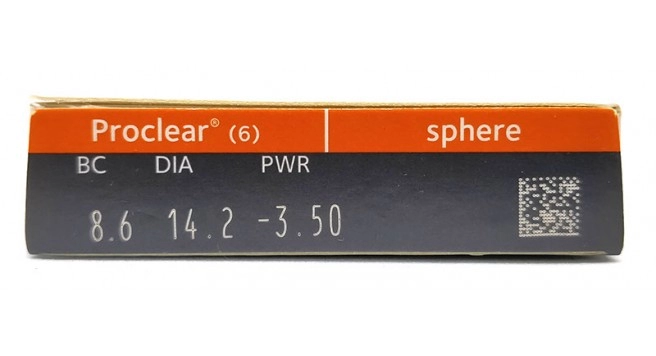 Proclear® (6) sphere
BC DIA PWR
8.6 14.2 -3.50